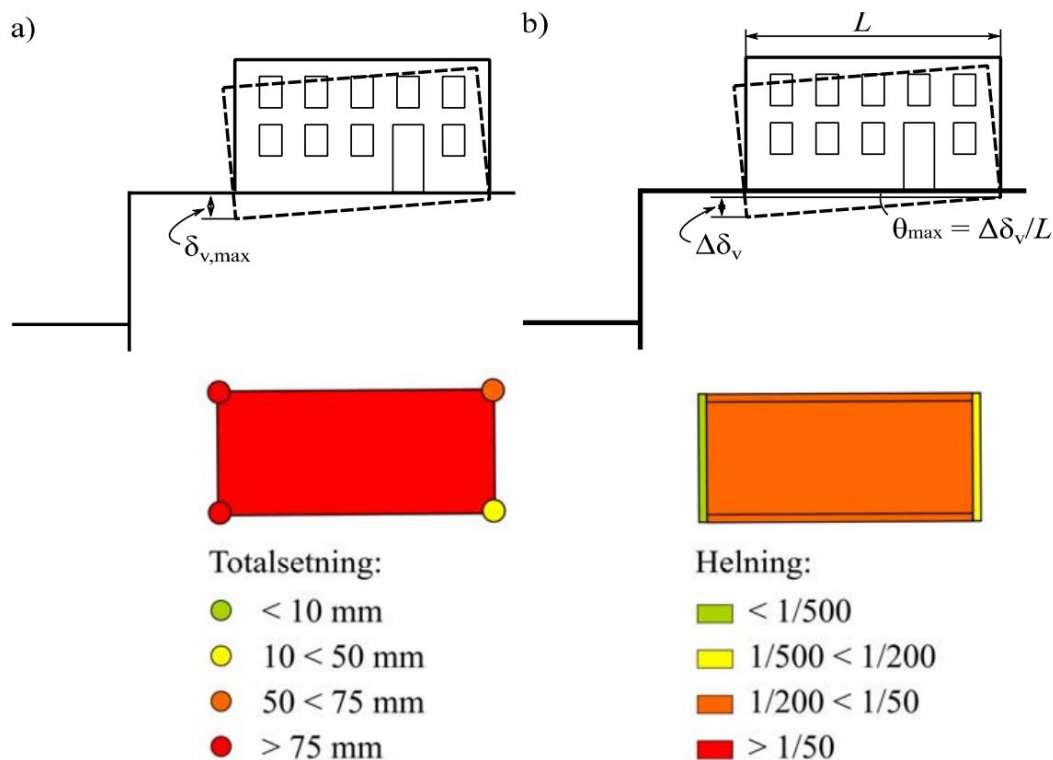 a)
δv,max
b)
L
Δδv
θmax = Δδv/L
Totalsetning:
< 10 mm
10 < 50 mm
50 < 75 mm
> 75 mm
Helning:
< 1/500
1/500 < 1/200
1/200 < 1/50
> 1/50